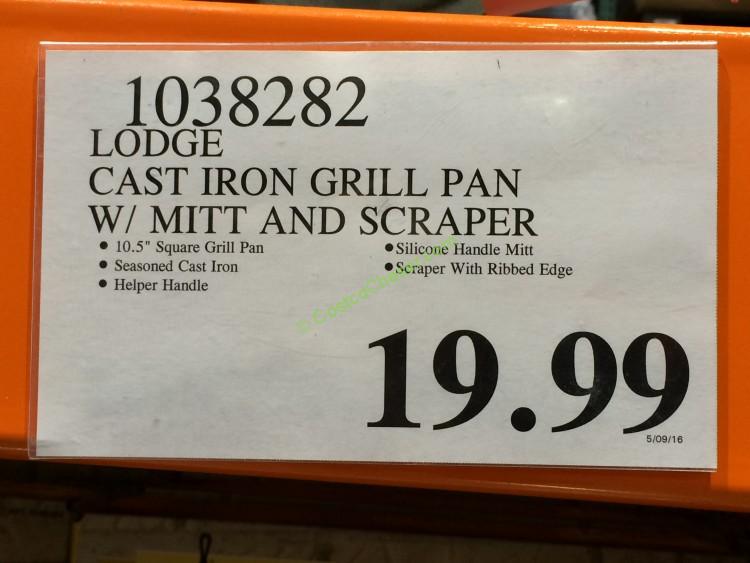 1038282
LODGE
CAST IRON GRILL PAN
W/ MITT AND SCRAPER
• 10.5" Square Grill Pan
• Seasoned Cast Iron
• Helper Handle
• Silicone Handle Mitt
• Scraper With Ribbed Edge
© CostcoChaser.com
19.99
5/09/16